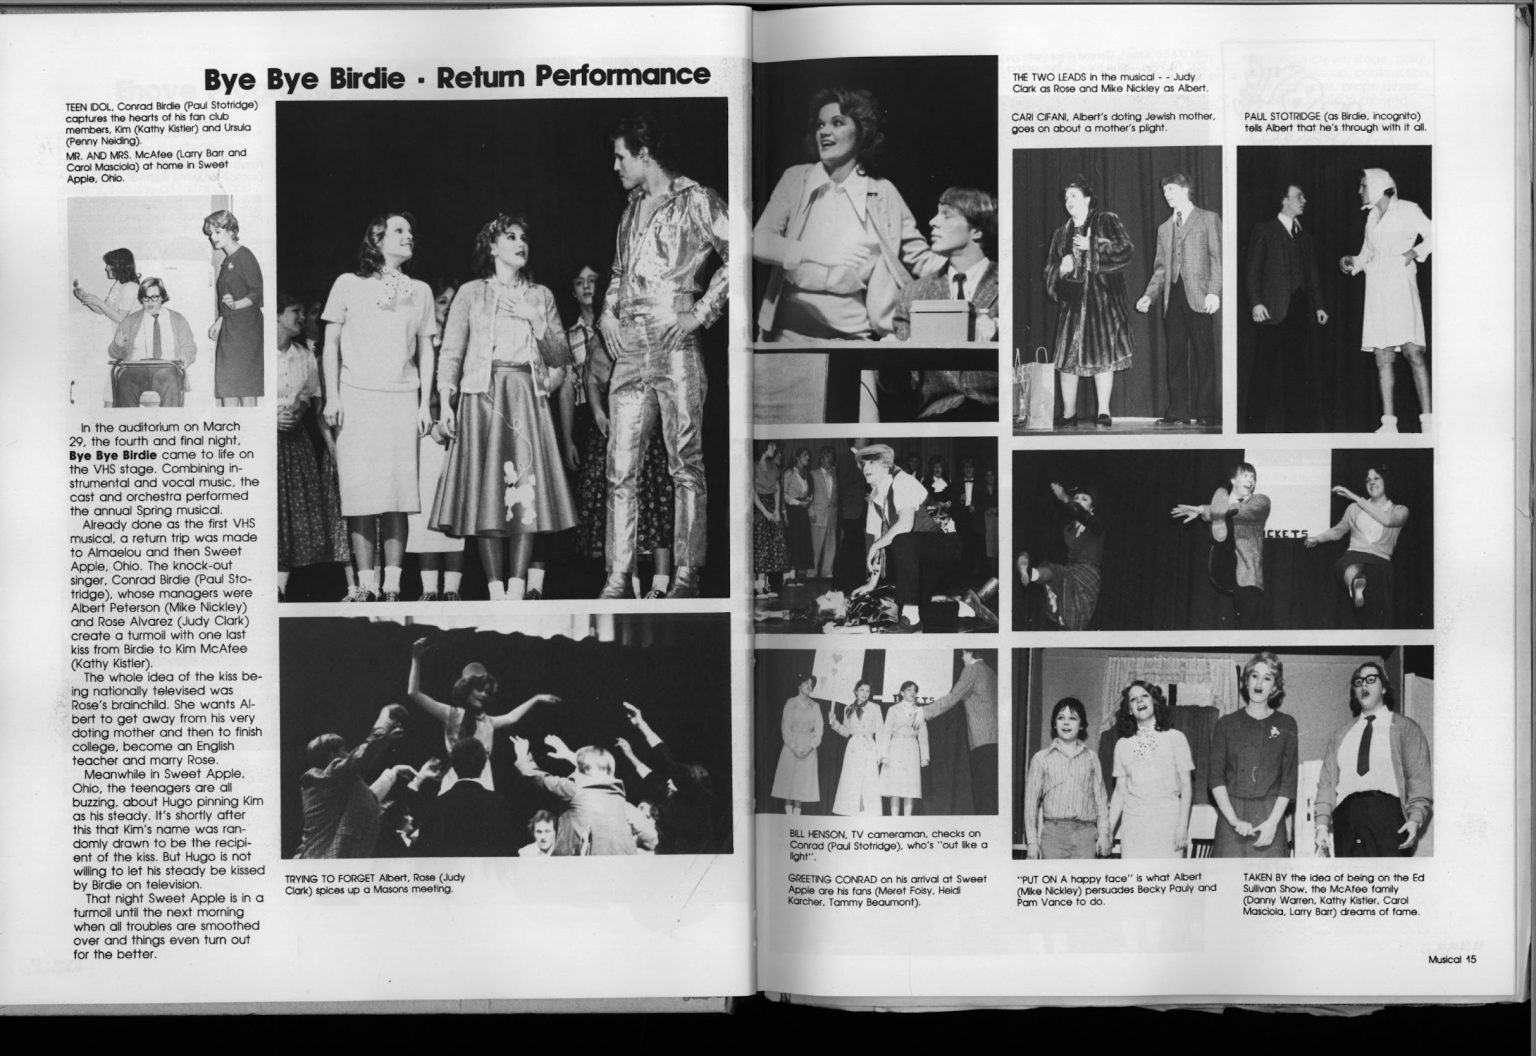 Bye Bye Birdie - Return Performance
TEEN IDOL, Conrad Birdie (Paul Stotridge)
captures the hearts of his fan club
members, Kim (Kathy Kistler) and Ursula
(Penny Neiding).
MR. AND MRS. McAfee (Larry Barr and
Carol Masciola) at home in Sweet
Apple, Ohio.
In the auditorium on March
29, the fourth and final night,
Bye Bye Birdie came to life on
the VHS stage. Combining in-
strumental and vocal music, the
cast and orchestra performed
the annual Spring musical.
Already done as the first VHS
musical, a return trip was made
to Almaelou and then Sweet
Apple, Ohio. The knock-out
singer, Conrad Birdie (Paul Sto-
tridge), whose managers were
Albert Peterson (Mike Nickley)
and Rose Alvarez (Judy Clark)
create a turmoil with one last
kiss from Birdie to Kim McAfee
(Kathy Kistler).
The whole idea of the kiss be-
ing nationally televised was
Rose's brainchild. She wants Al-
bert to get away from his very
doting mother and then to finish
college, become an English
teacher and marry Rose.
Meanwhile in Sweet Apple,
Ohio, the teenagers are all
buzzing, about Hugo pinning Kim
as his steady. It's shortly after
this that Kim's name was ran-
domly drawn to be the recipi-
ent of the kiss. But Hugo is not
willing to let his steady be kissed
by Birdie on television.
That night Sweet Apple is in a
turmoil until the next morning
when all troubles are smoothed
over and things even turn out
for the better.
TRYING TO FORGET Albert, Rose (Judy
Clark) spices up a Masons meeting.
THE TWO LEADS in the musical - - Judy
Clark as Rose and Mike Nickley as Albert.
CARI CIFANI, Albert's doting Jewish mother,
goes on about a mother's plight.
PAUL STOTRIDGE (as Birdie, incognito)
tells Albert that he's through with it all.
CKETS
BILL HENSON, TV cameraman, checks on
Conrad (Paul Stotridge), who's "out like a
light".
GREETING CONRAD on his arrival at Sweet
Apple are his fans (Meret Foisy, Heidi
Karcher, Tammy Beaumont).
"PUT ON A happy face" is what Albert
(Mike Nickley) persuades Becky Pauly and
Pam Vance to do.
TAKEN BY the idea of being on the Ed
Sullivan Show, the McAfee family
(Danny Warren, Kathy Kistler, Carol
Masciola, Larry Barr) dreams of fame.
Musical 15